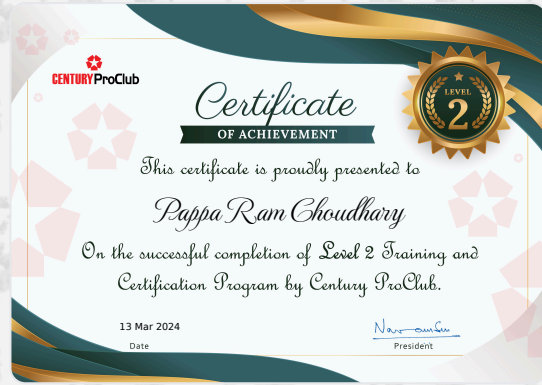 CENTURY ProClub
Certificate
OF ACHIEVEMENT
LEVEL
2
This certificate is proudly presented to
Pappa Ram Choudhary
On the successful completion of Level 2 Training and
Certification Program by Century ProClub.
13 Mar 2024
Date
President